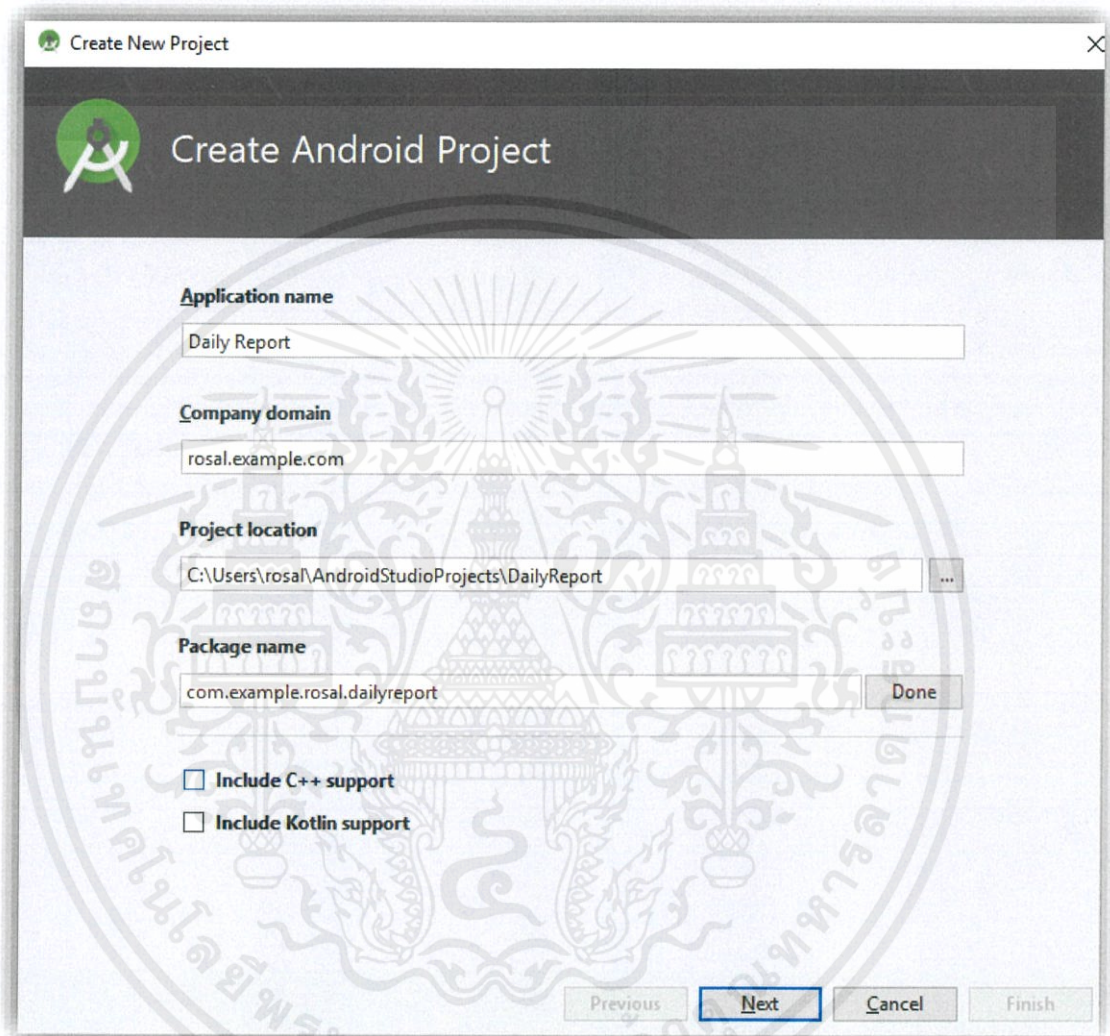 Create New Project
Create Android Project
Application name
Daily Report
Company domain
rosal.example.com
Project location
C:\Users\rosal\AndroidStudioProjects\DailyReport
...
Package name
com.example.rosal.dailyreport
Done
Include C++ support
Include Kotlin support
Previous
Next
Cancel
Finish